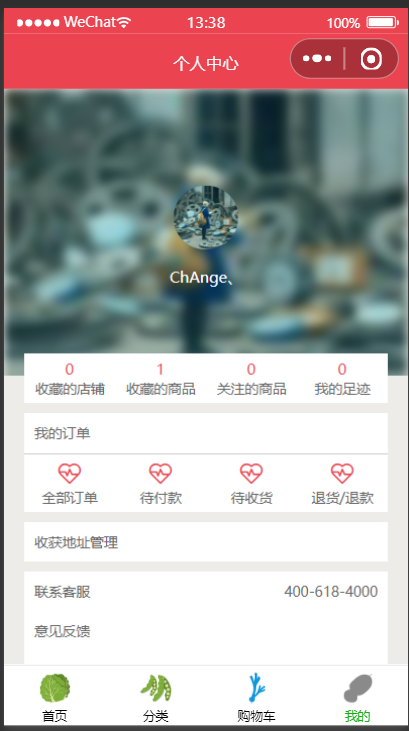 WeChat 13:38 100%
个人中心
ChAnge、
0 1 0 0
收藏的店铺 收藏的商品 关注的商品 我的足迹
我的订单
全部订单 待付款 待收货 退货/退款
收获地址管理
联系客服 400-618-4000
意见反馈
首页 分类 购物车 我的